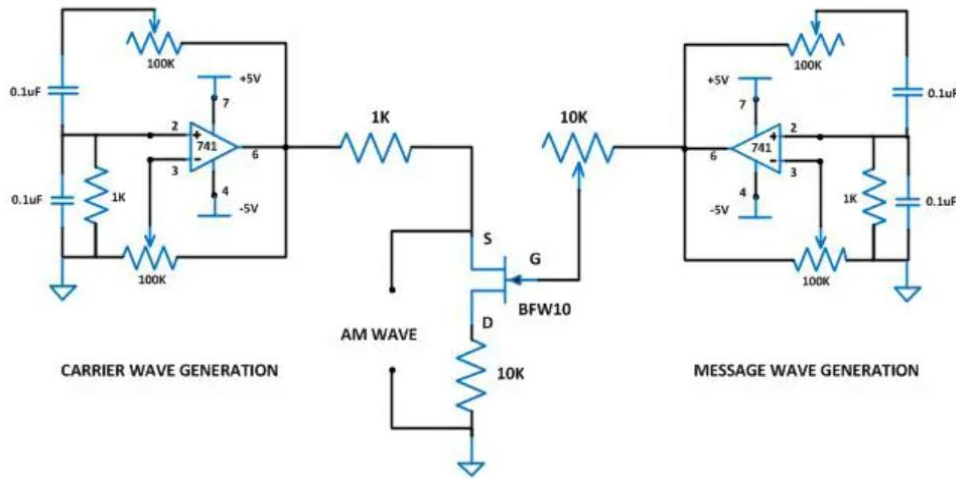 100K
0.1uF
+5V
7
2
+
741
-
3
6
4
-5V
0.1uF
1K
100K
1K
10K
S
G
BFW10
D
AM WAVE
10K
CARRIER WAVE GENERATION
100K
0.1uF
+5V
7
2
+
741
-
3
6
4
-5V
1K
0.1uF
100K
MESSAGE WAVE GENERATION